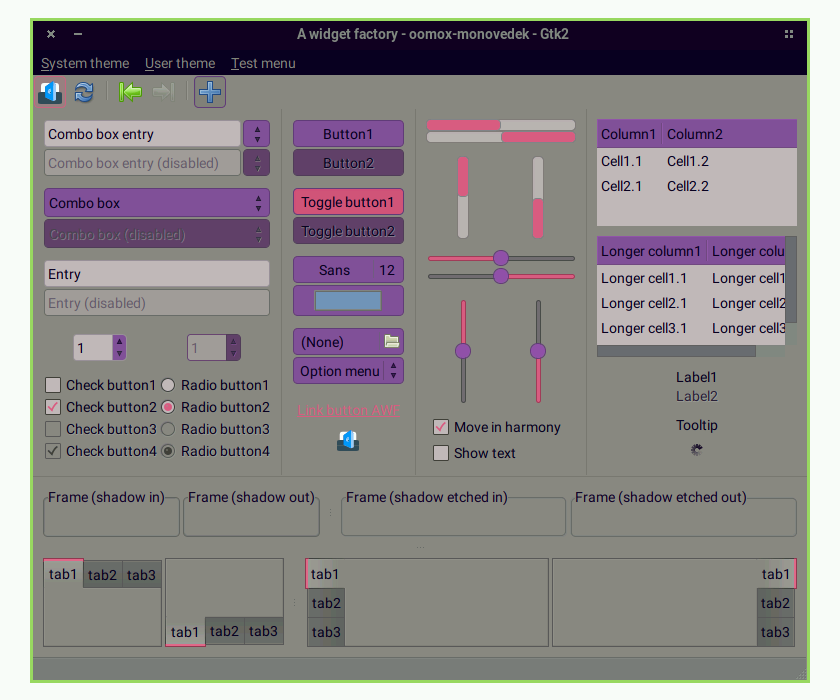 A widget factory - oomox-monovedek - Gtk2
System theme User theme Test menu
Combo box entry
Combo box entry (disabled)
Combo box
Combo box (disabled)
Entry
Entry (disabled)
1 1
Check button1 Radio button1
Check button2 Radio button2
Check button3 Radio button3
Check button4 Radio button4
Button1
Button2
Toggle button1
Toggle button2
Sans 12
(None)
Option menu
Link button
Move in harmony
Show text
Column1 Column2
Cell1.1 Cell1.2
Cell2.1 Cell2.2
Longer column1 Longer colu
Longer cell1.1 Longer cell1
Longer cell2.1 Longer cell2
Longer cell3.1 Longer cell3
Label1
Label2
Tooltip
Frame (shadow in) Frame (shadow out) Frame (shadow etched in) Frame (shadow etched out)
tab1 tab2 tab3
tab1 tab2 tab3
tab1
tab2
tab3
tab1
tab2
tab3